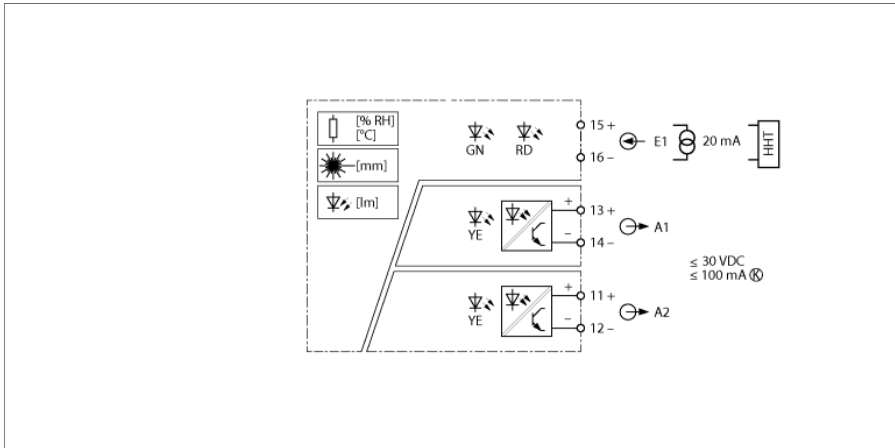 [% RH]
[°C]
[mm]
[lm]
GN
RD
15 +
16 –
E1
20 mA
HHT
YE
+
–
13 +
14 –
A1
≤ 30 VDC
≤ 100 mA Ⓚ
YE
+
–
11 +
12 –
A2